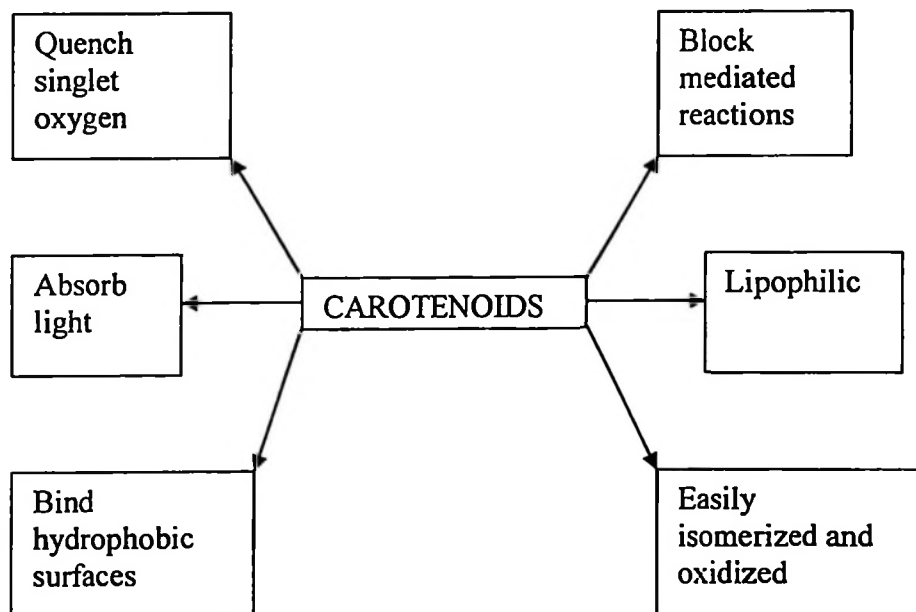 Quench
singlet
oxygen
Block
mediated
reactions
Absorb
light
CAROTENOIDS
Lipophilic
Bind
hydrophobic
surfaces
Easily
isomerized and
oxidized